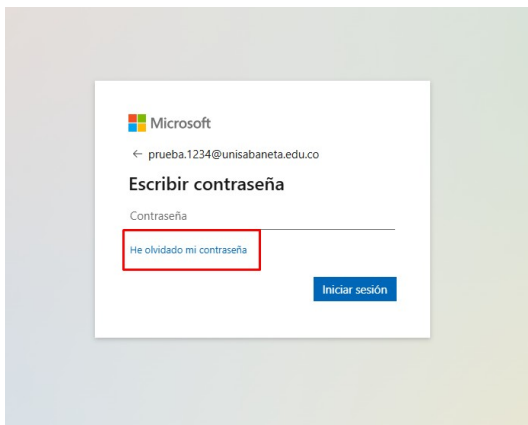 Microsoft
← prueba.1234@unisabaneta.edu.co
Escribir contraseña
Contraseña
He olvidado mi contraseña
Iniciar sesión